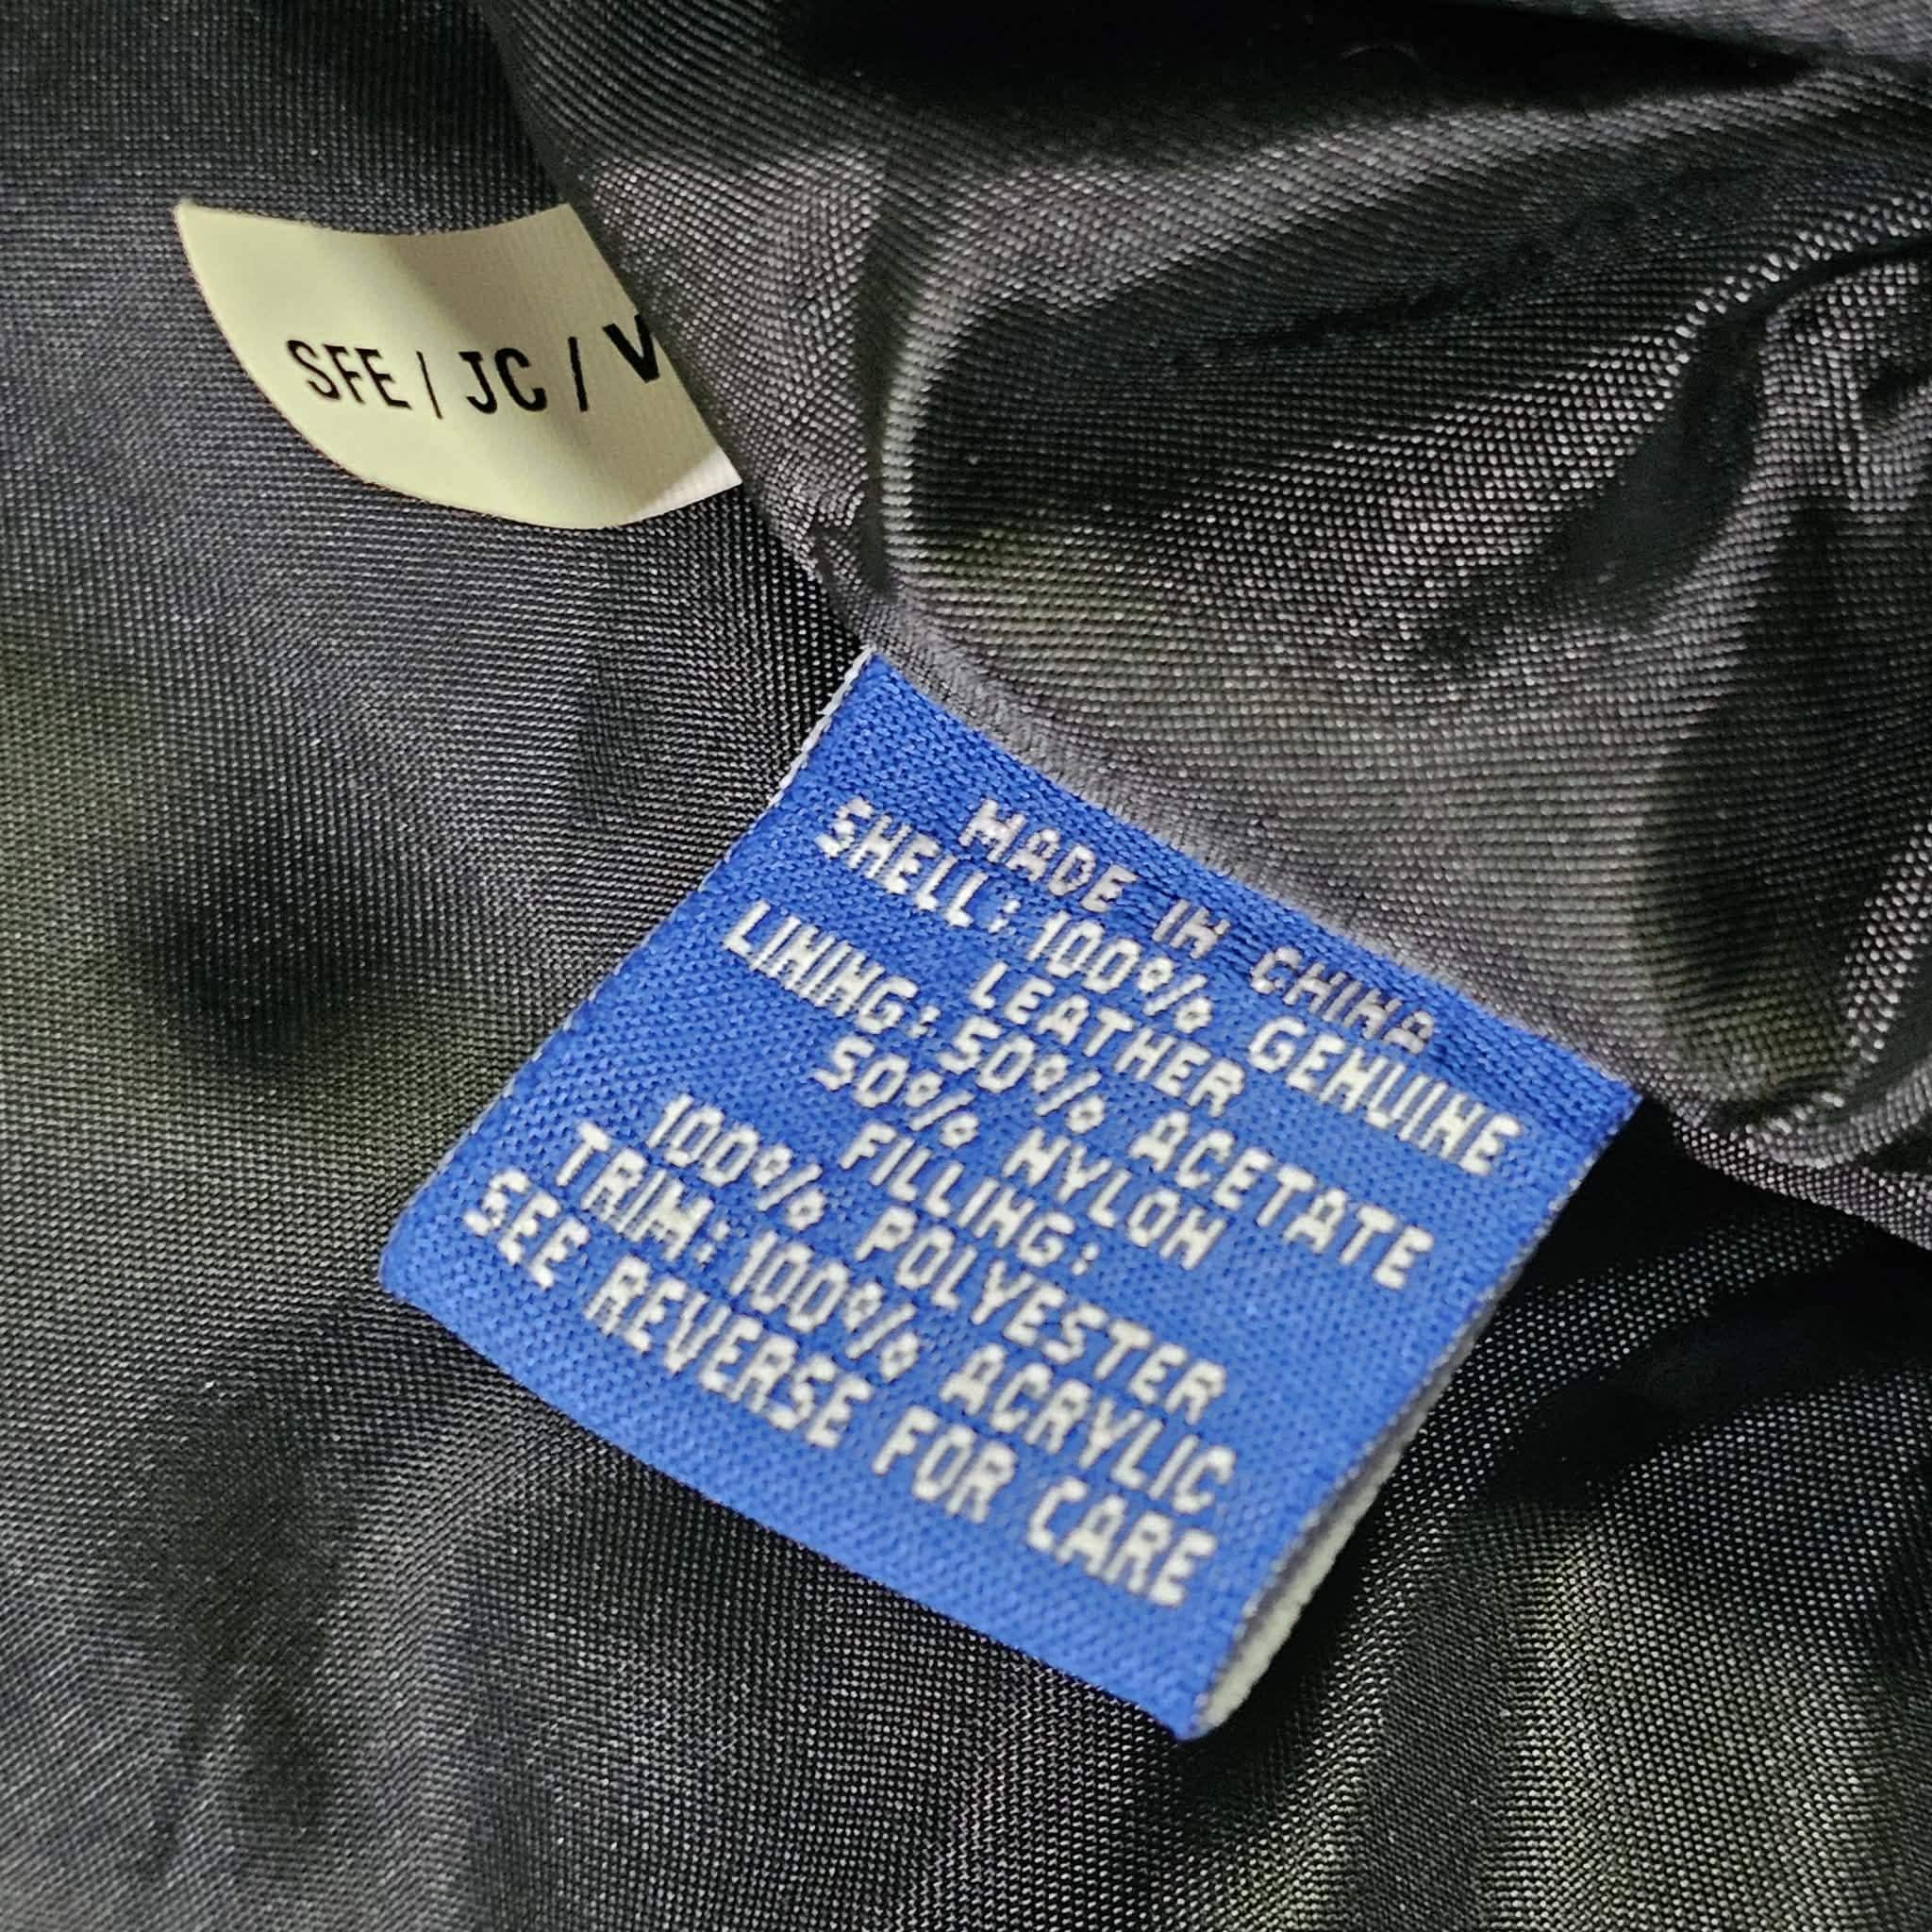 SFE / JC / V
MADE IN CHINA
SHELL: 100% GENUINE
LEATHER
LINING: 50% ACETATE
50% NYLON
FILLING:
100% POLYESTER
TRIM: 100% ACRYLIC
SEE REVERSE FOR CARE